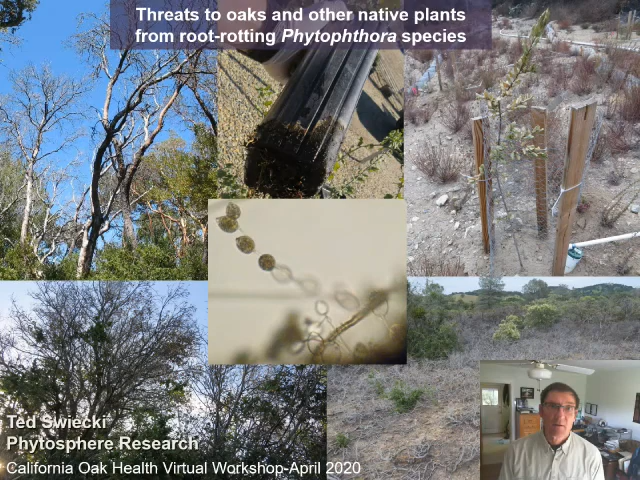 Threats to oaks and other native plants
from root-rotting Phytophthora species
Ted Swiecki
Phytosphere Research
California Oak Health Virtual Workshop-April 2020